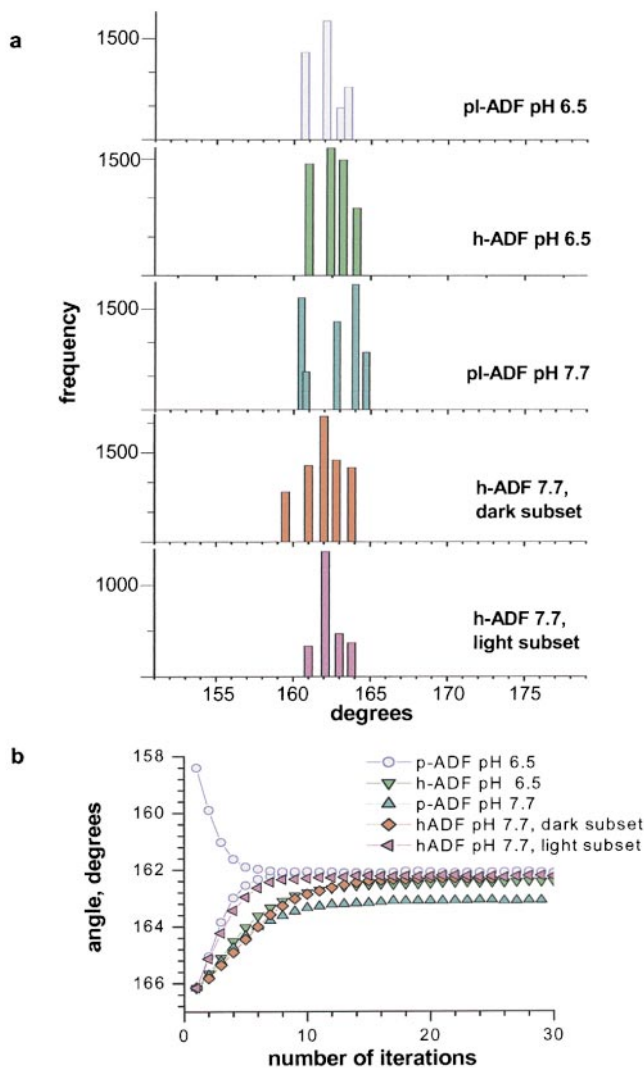 a
1500
pl-ADF pH 6.5
1500
h-ADF pH 6.5
1500
pl-ADF pH 7.7
frequency
1500
h-ADF 7.7,
dark subset
1000
h-ADF 7.7,
light subset
155 160 165 170 175
degrees
b
158
160
162
164
166
angle, degrees
p-ADF pH 6.5
h-ADF pH 6.5
p-ADF pH 7.7
hADF pH 7.7, dark subset
hADF pH 7.7, light subset
0 10 20 30
number of iterations